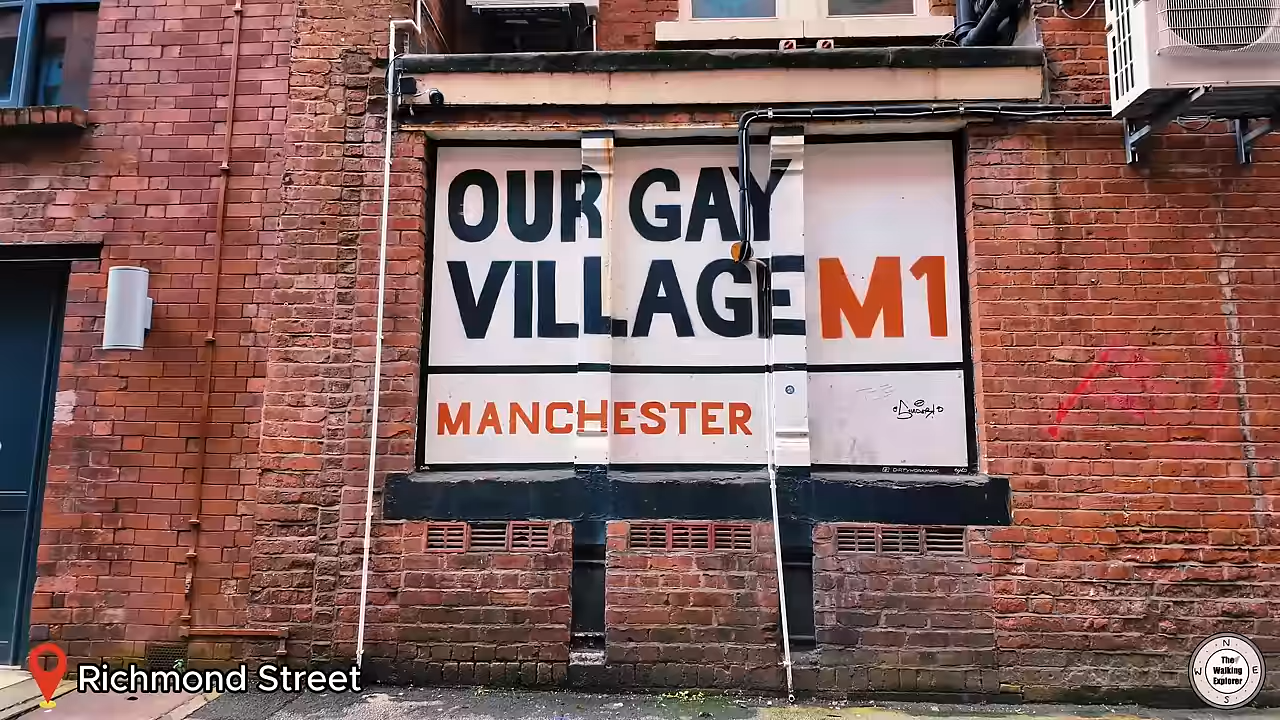 OUR GAY
VILLAGE M1
MANCHESTER
Richmond Street
N
W
E
S
The
Walking
Explorer